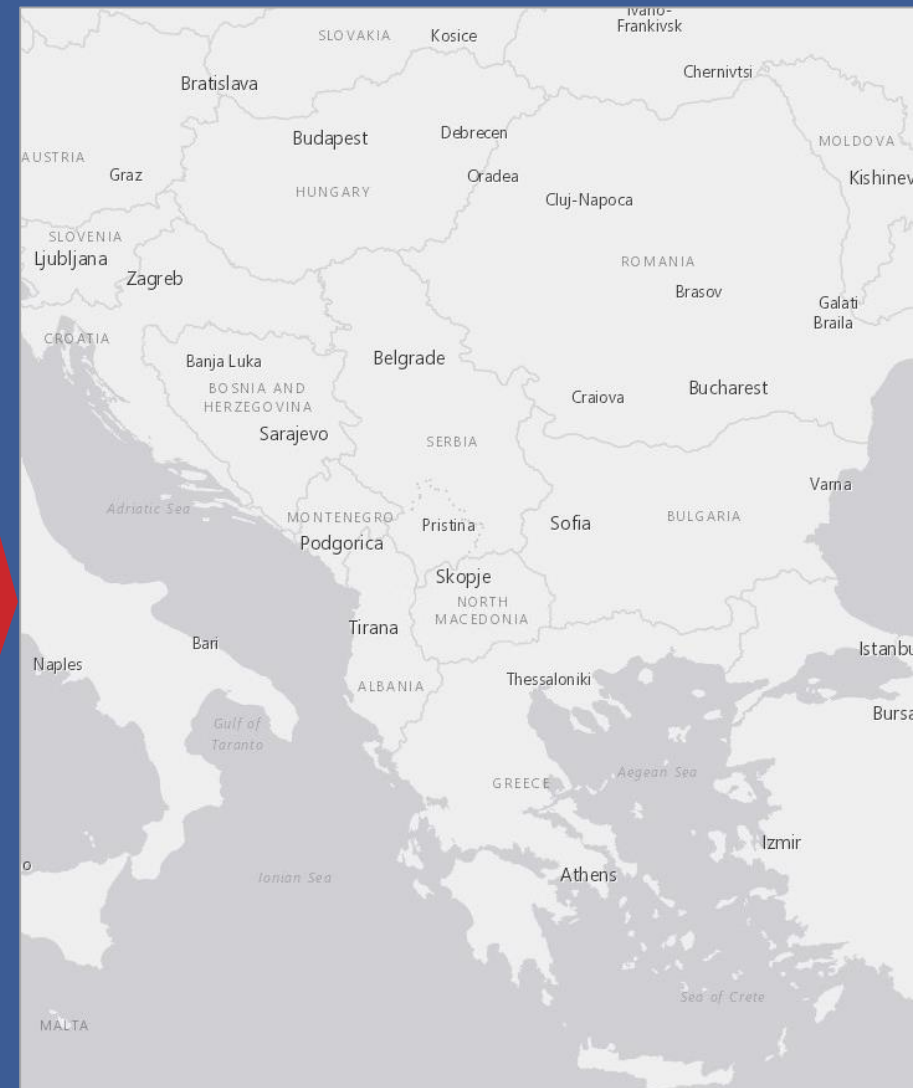 Ivano-
Frankivsk
SLOVAKIA
Kosice
Chernivtsi
Bratislava
Budapest
Debrecen
MOLDOVA
AUSTRIA
Graz
Oradea
Kishinev
HUNGARY
Cluj-Napoca
SLOVENIA
Ljubljana
ROMANIA
Zagreb
Brasov
Galati
Braila
CROATIA
Belgrade
Banja Luka
BOSNIA AND
HERZEGOVINA
Bucharest
Craiova
Sarajevo
SERBIA
Varna
Adriatic Sea
MONTENEGRO
Pristina
Sofia
BULGARIA
Podgorica
Skopje
NORTH
MACEDONIA
Tirana
Bari
Istanbu
Naples
Thessaloniki
ALBANIA
Bursa
Gulf of
Taranto
Aegean Sea
GREECE
Izmir
o
Athens
Ionian Sea
Sea of Crete
MALTA